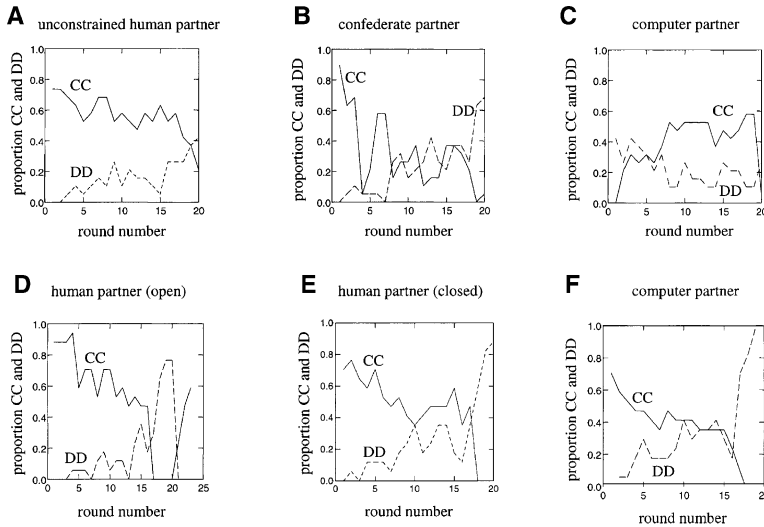 A unconstrained human partner
proportion CC and DD
1.0
0.8
0.6
0.4
0.2
0.0
CC
DD
0 5 10 15 20
round number
B confederate partner
proportion CC and DD
1.0
0.8
0.6
0.4
0.2
0.0
CC
DD
0 5 10 15 20
round number
C computer partner
proportion CC and DD
1.0
0.8
0.6
0.4
0.2
0.0
CC
DD
0 5 10 15 20
round number
D human partner (open)
proportion CC and DD
1.0
0.8
0.6
0.4
0.2
0.0
CC
DD
0 5 10 15 20 25
round number
E human partner (closed)
proportion CC and DD
1.0
0.8
0.6
0.4
0.2
0.0
CC
DD
0 5 10 15 20
round number
F computer partner
proportion CC and DD
1.0
0.8
0.6
0.4
0.2
0.0
CC
DD
0 5 10 15 20
round number